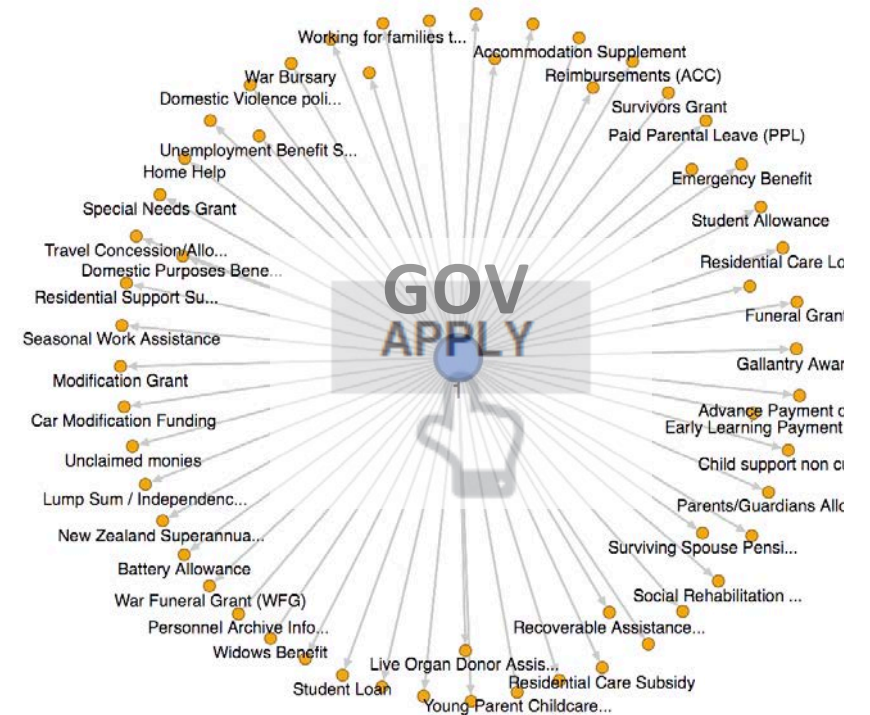 Working for families t...
Accommodation Supplement
War Bursary
Reimbursements (ACC)
Domestic Violence poli...
Survivors Grant
Paid Parental Leave (PPL)
Unemployment Benefit S...
Home Help
Emergency Benefit
Special Needs Grant
Student Allowance
Travel Concession/Allo...
Residential Care Lo
Domestic Purposes Bene...
GOV
Residential Support Su...
Funeral Grant
Seasonal Work Assistance
APPLY
Gallantry Awar
Modification Grant
1
Advance Payment o
Car Modification Funding
Early Learning Payment
Unclaimed monies
Child support non cu
Lump Sum / Independenc...
Parents/Guardians Allo
New Zealand Superannua...
Surviving Spouse Pensi...
Battery Allowance
War Funeral Grant (WFG)
Social Rehabilitation ...
Personnel Archive Info...
Recoverable Assistance...
Widows Benefit
Live Organ Donor Assis...
Student Loan
Residential Care Subsidy
Young Parent Childcare...